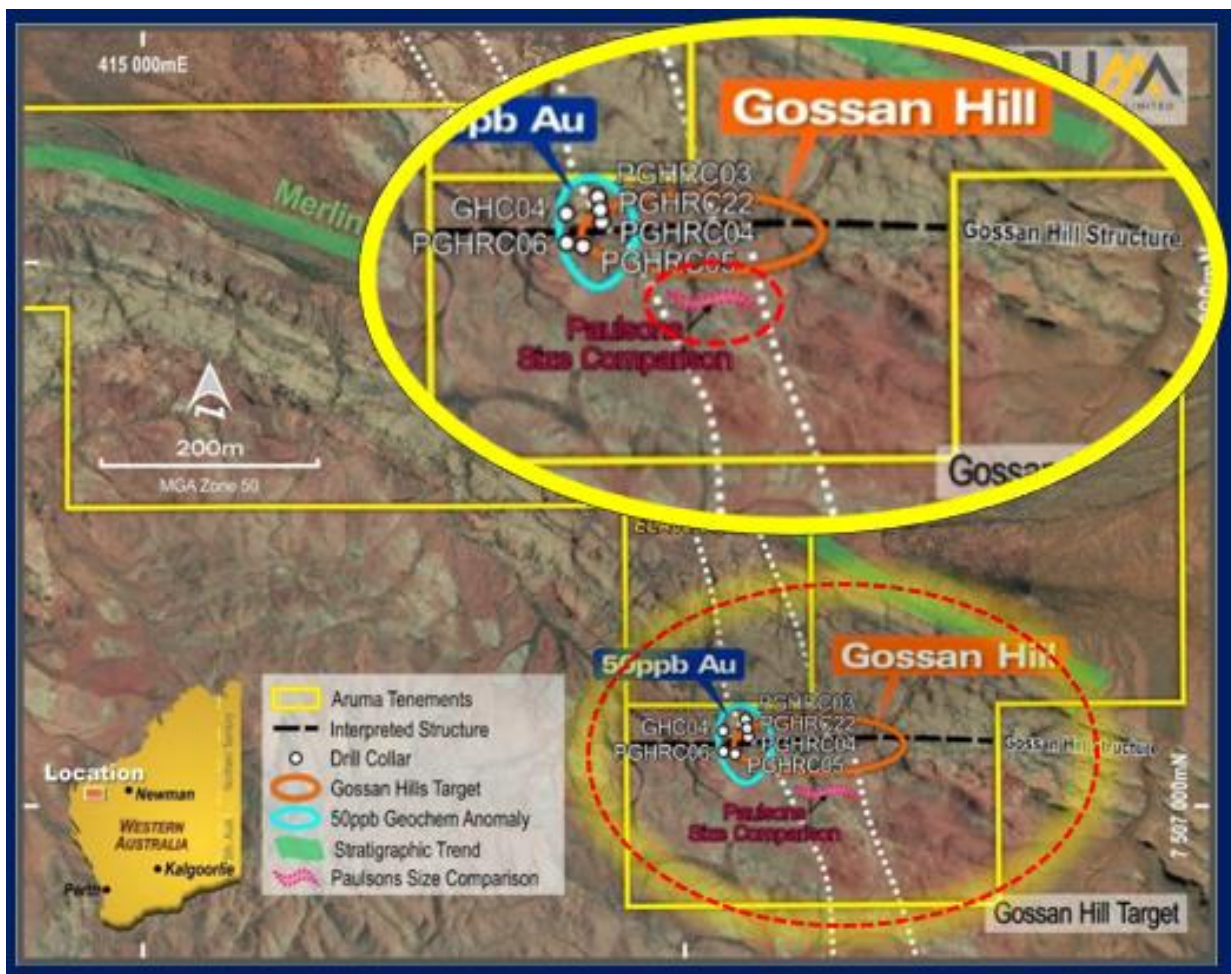 415 000mE
LIMITED
ppb Au
Gossan Hill
Merlin
PGHRC03
GHC04
PGHRC22
PGHRC04
PGHRC06
PGHRC05
Gossan Hill Structure
Paulsons
Size Comparison
200m
MGA Zone 50
50ppb Au
Gossan Hill
PGHRC03
GHC04
PGHRC22
PGHRC04
PGHRC06
PGHRC05
Gossan Hill Structure
Paulsons
Size Comparison
7 507 000mN
Gossan Hill Target
Aruma Tenements
Interpreted Structure
Drill Collar
Gossan Hills Target
50ppb Geochem Anomaly
Stratigraphic Trend
Paulsons Size Comparison
Location
Newman
WESTERN
AUSTRALIA
Kalgoorlie
Perth